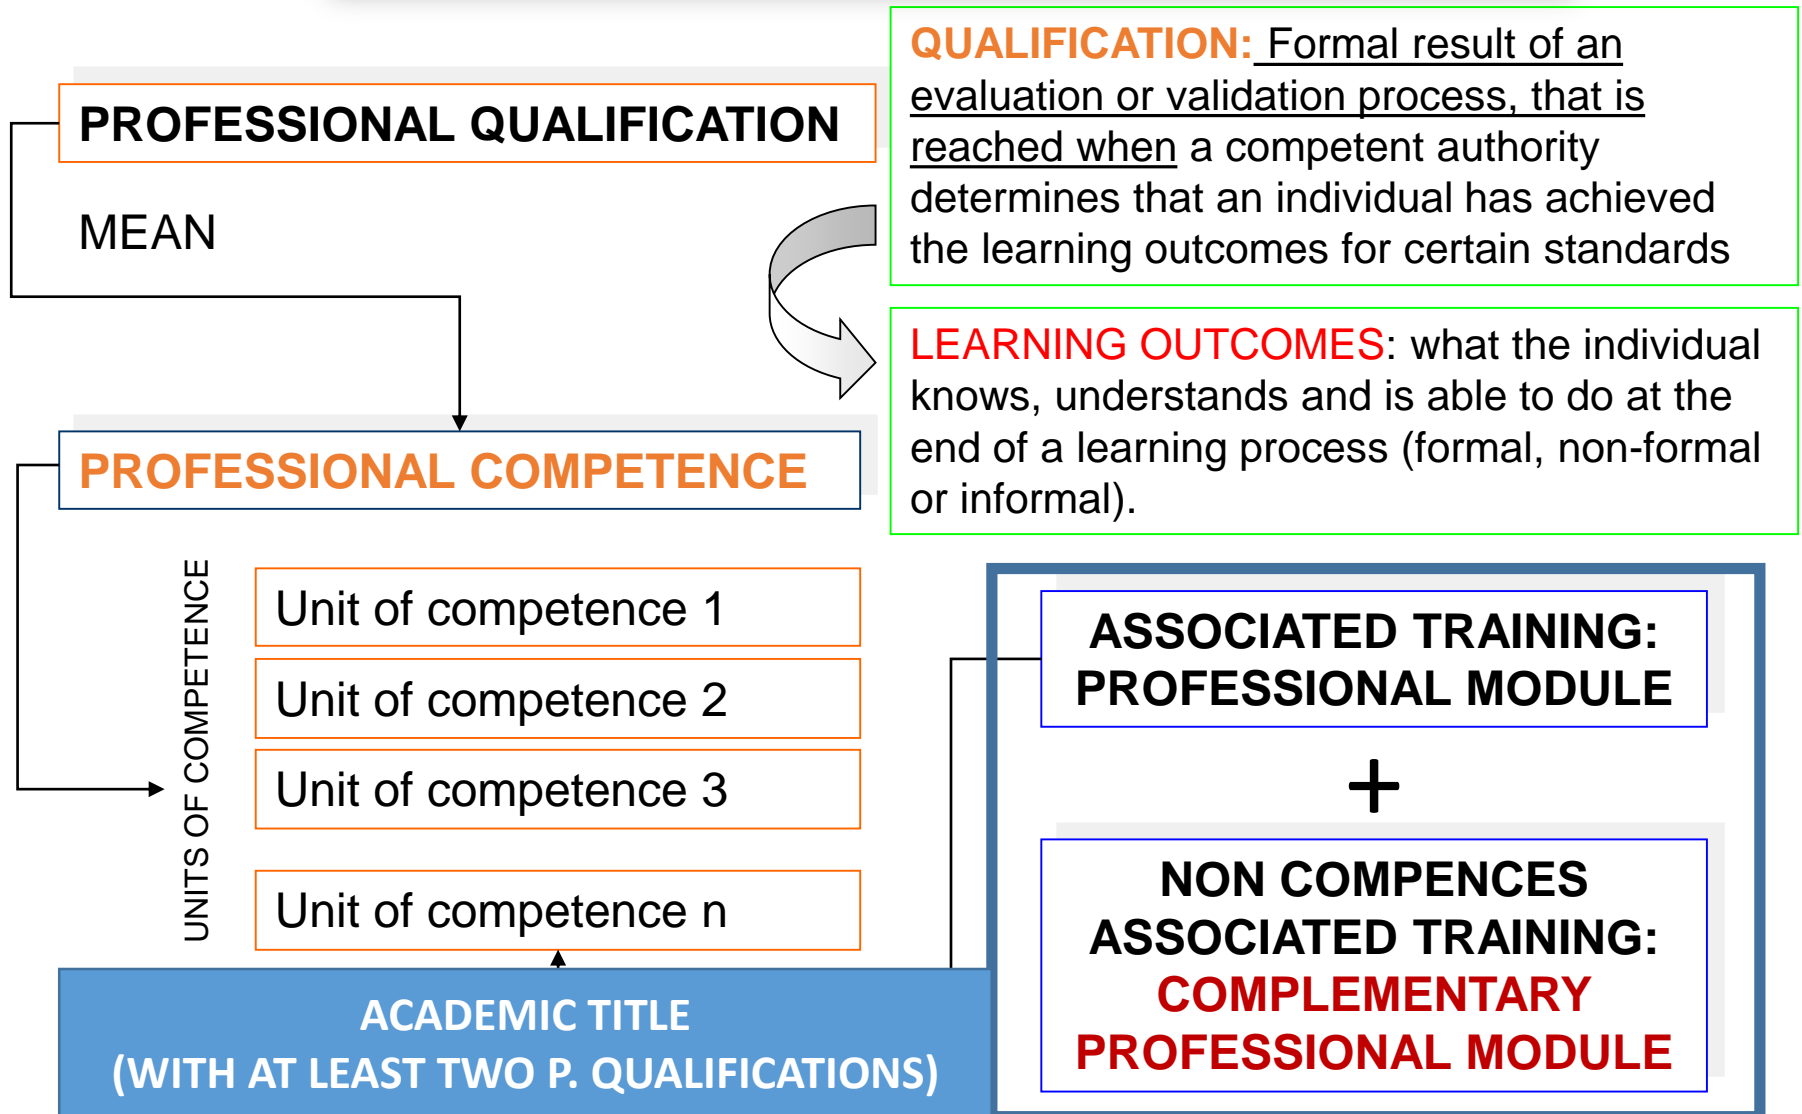 PROFESSIONAL QUALIFICATION
MEAN
QUALIFICATION: Formal result of an
evaluation or validation process, that is
reached when a competent authority
determines that an individual has achieved
the learning outcomes for certain standards
LEARNING OUTCOMES: what the individual
knows, understands and is able to do at the
end of a learning process (formal, non-formal
or informal).
PROFESSIONAL COMPETENCE
UNITS OF COMPETENCE
Unit of competence 1
Unit of competence 2
Unit of competence 3
Unit of competence n
ASSOCIATED TRAINING:
PROFESSIONAL MODULE
+
NON COMPENCES
ASSOCIATED TRAINING:
COMPLEMENTARY
PROFESSIONAL MODULE
ACADEMIC TITLE
(WITH AT LEAST TWO P. QUALIFICATIONS)